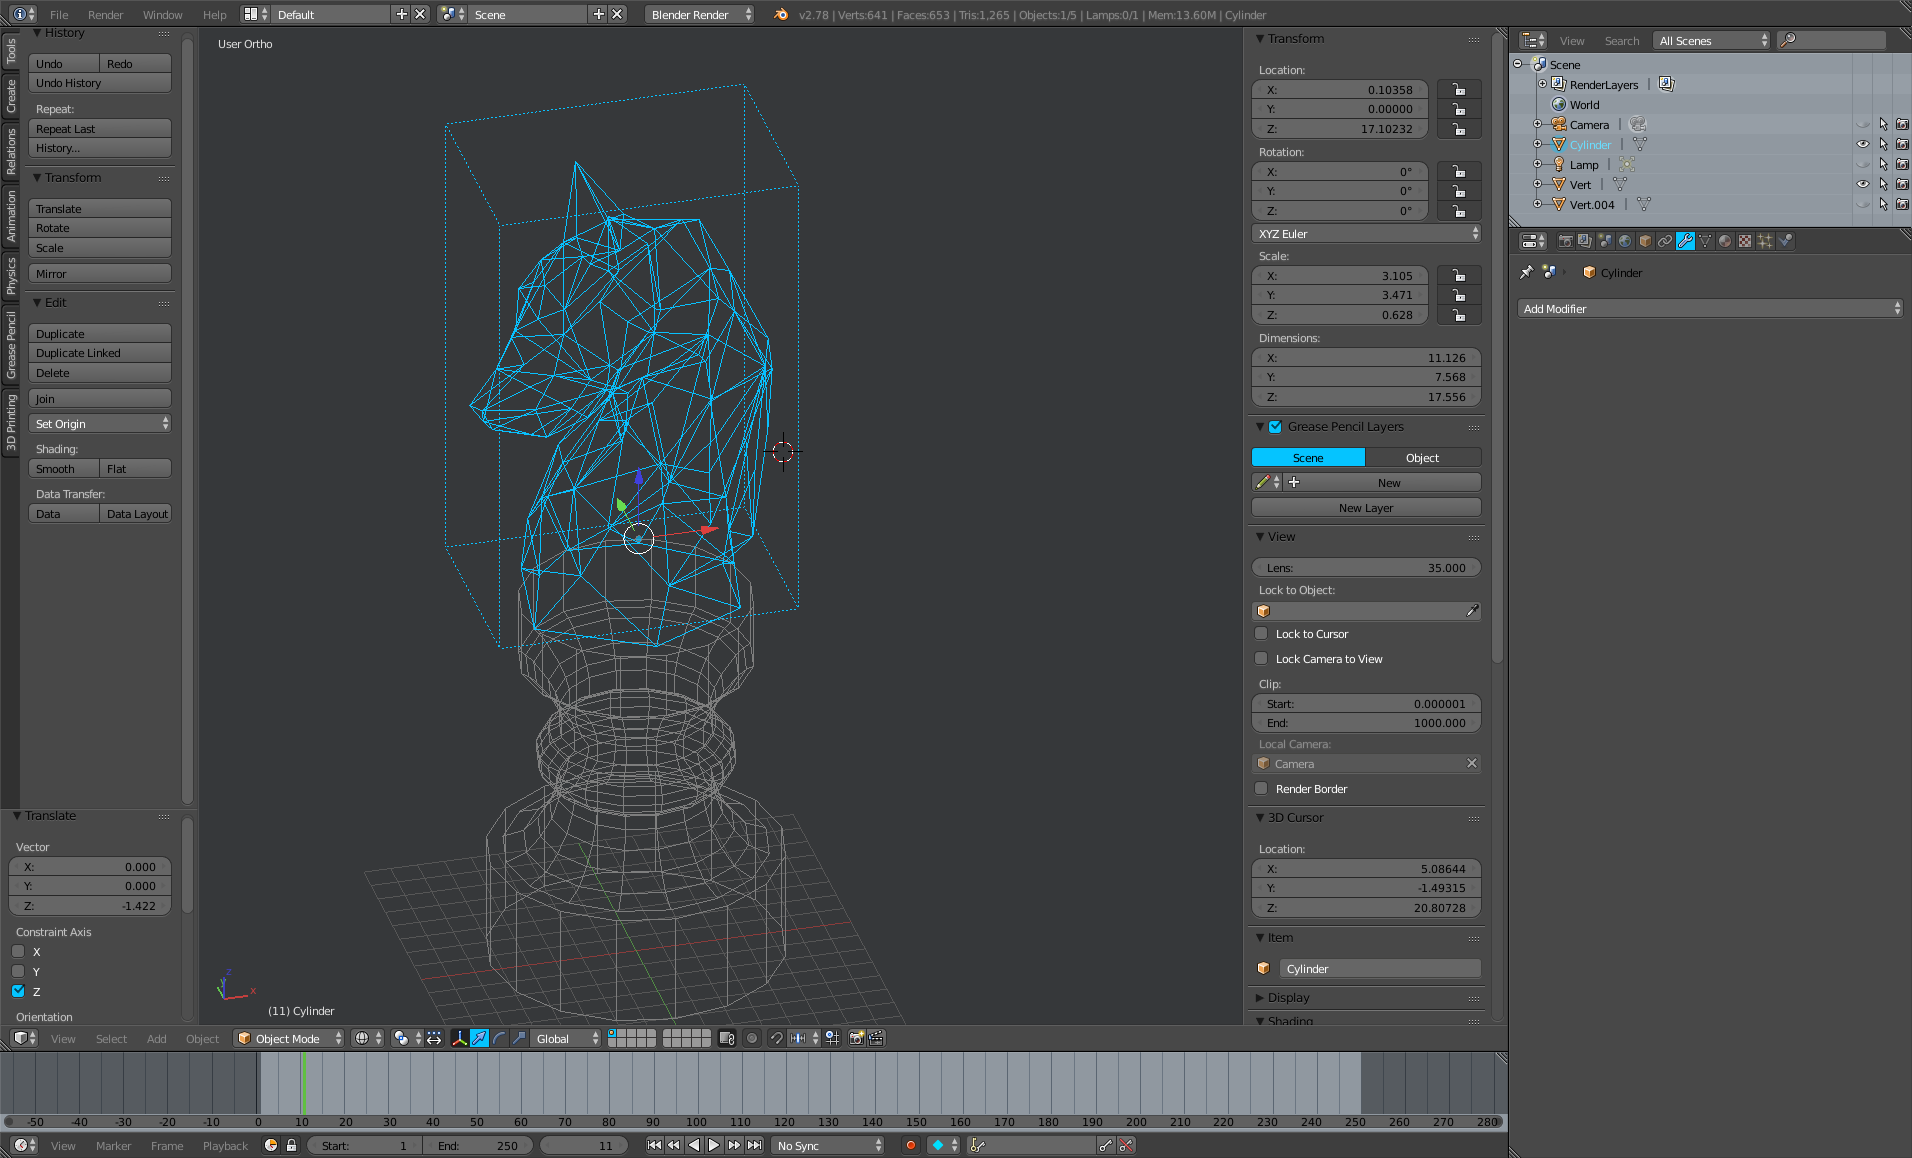 File Render Window Help Default Scene Blender Render v2.78 | Verts:641 | Faces:653 | Tris:1,265 | Objects:1/5 | Lamps:0/1 | Mem:13.60M | Cylinder
Tools
Create
Relations
Animation
Physics
Grease Pencil
3D Printing
History
Undo Redo
Undo History
Repeat:
Repeat Last
History...
Transform
Translate
Rotate
Scale
Mirror
Edit
Duplicate
Duplicate Linked
Delete
Join
Set Origin
Shading:
Smooth Flat
Data Transfer:
Data Data Layout
Translate
Vector
X: 0.000
Y: 0.000
Z: -1.422
Constraint Axis
X
Y
Z
Orientation
User Ortho
z
x
(11) Cylinder
Transform
Location:
X: 0.10358
Y: 0.00000
Z: 17.10232
Rotation:
X: 0°
Y: 0°
Z: 0°
XYZ Euler
Scale:
X: 3.105
Y: 3.471
Z: 0.628
Dimensions:
X: 11.126
Y: 7.568
Z: 17.556
Grease Pencil Layers
Scene Object
New
New Layer
View
Lens: 35.000
Lock to Object:
Lock to Cursor
Lock Camera to View
Clip:
Start: 0.000001
End: 1000.000
Local Camera:
Camera
Render Border
3D Cursor
Location:
X: 5.08644
Y: -1.49315
Z: 20.80728
Item
Cylinder
Display
Shading
View Search All Scenes
Scene
RenderLayers
World
Camera
Cylinder
Lamp
Vert
Vert.004
Cylinder
Add Modifier
View Select Add Object Object Mode Global
-50 -40 -30 -20 -10 0 10 20 30 40 50 60 70 80 90 100 110 120 130 140 150 160 170 180 190 200 210 220 230 240 250 260 270 280
View Marker Frame Playback Start: 1 End: 250 11 No Sync